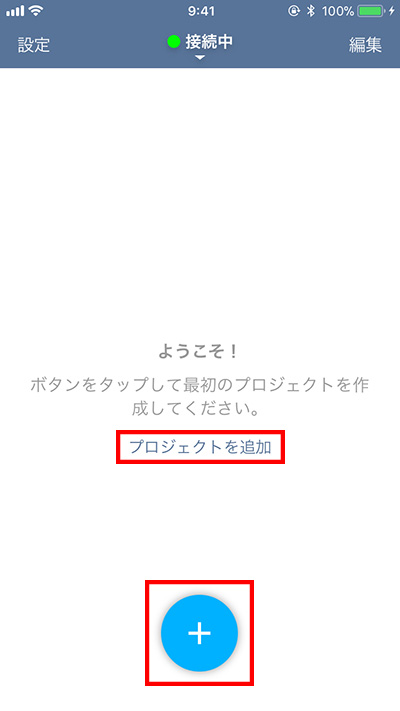 9:41
100%
設定
接続中
編集
ようこそ！
ボタンをタップして最初のプロジェクトを作
成してください。
プロジェクトを追加
+